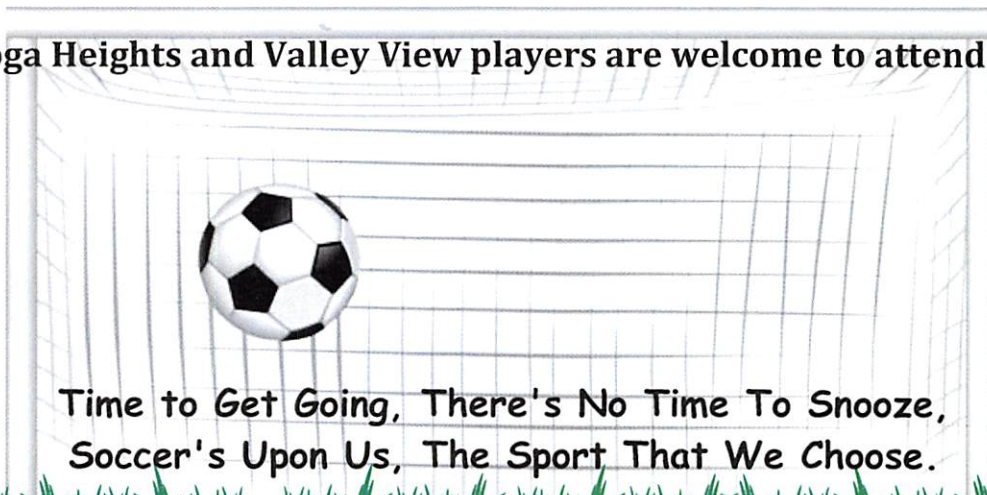 Heights and Valley View players are welcome to attend
Time to Get Going, There's No Time To Snooze,
Soccer's Upon Us, The Sport That We Choose.